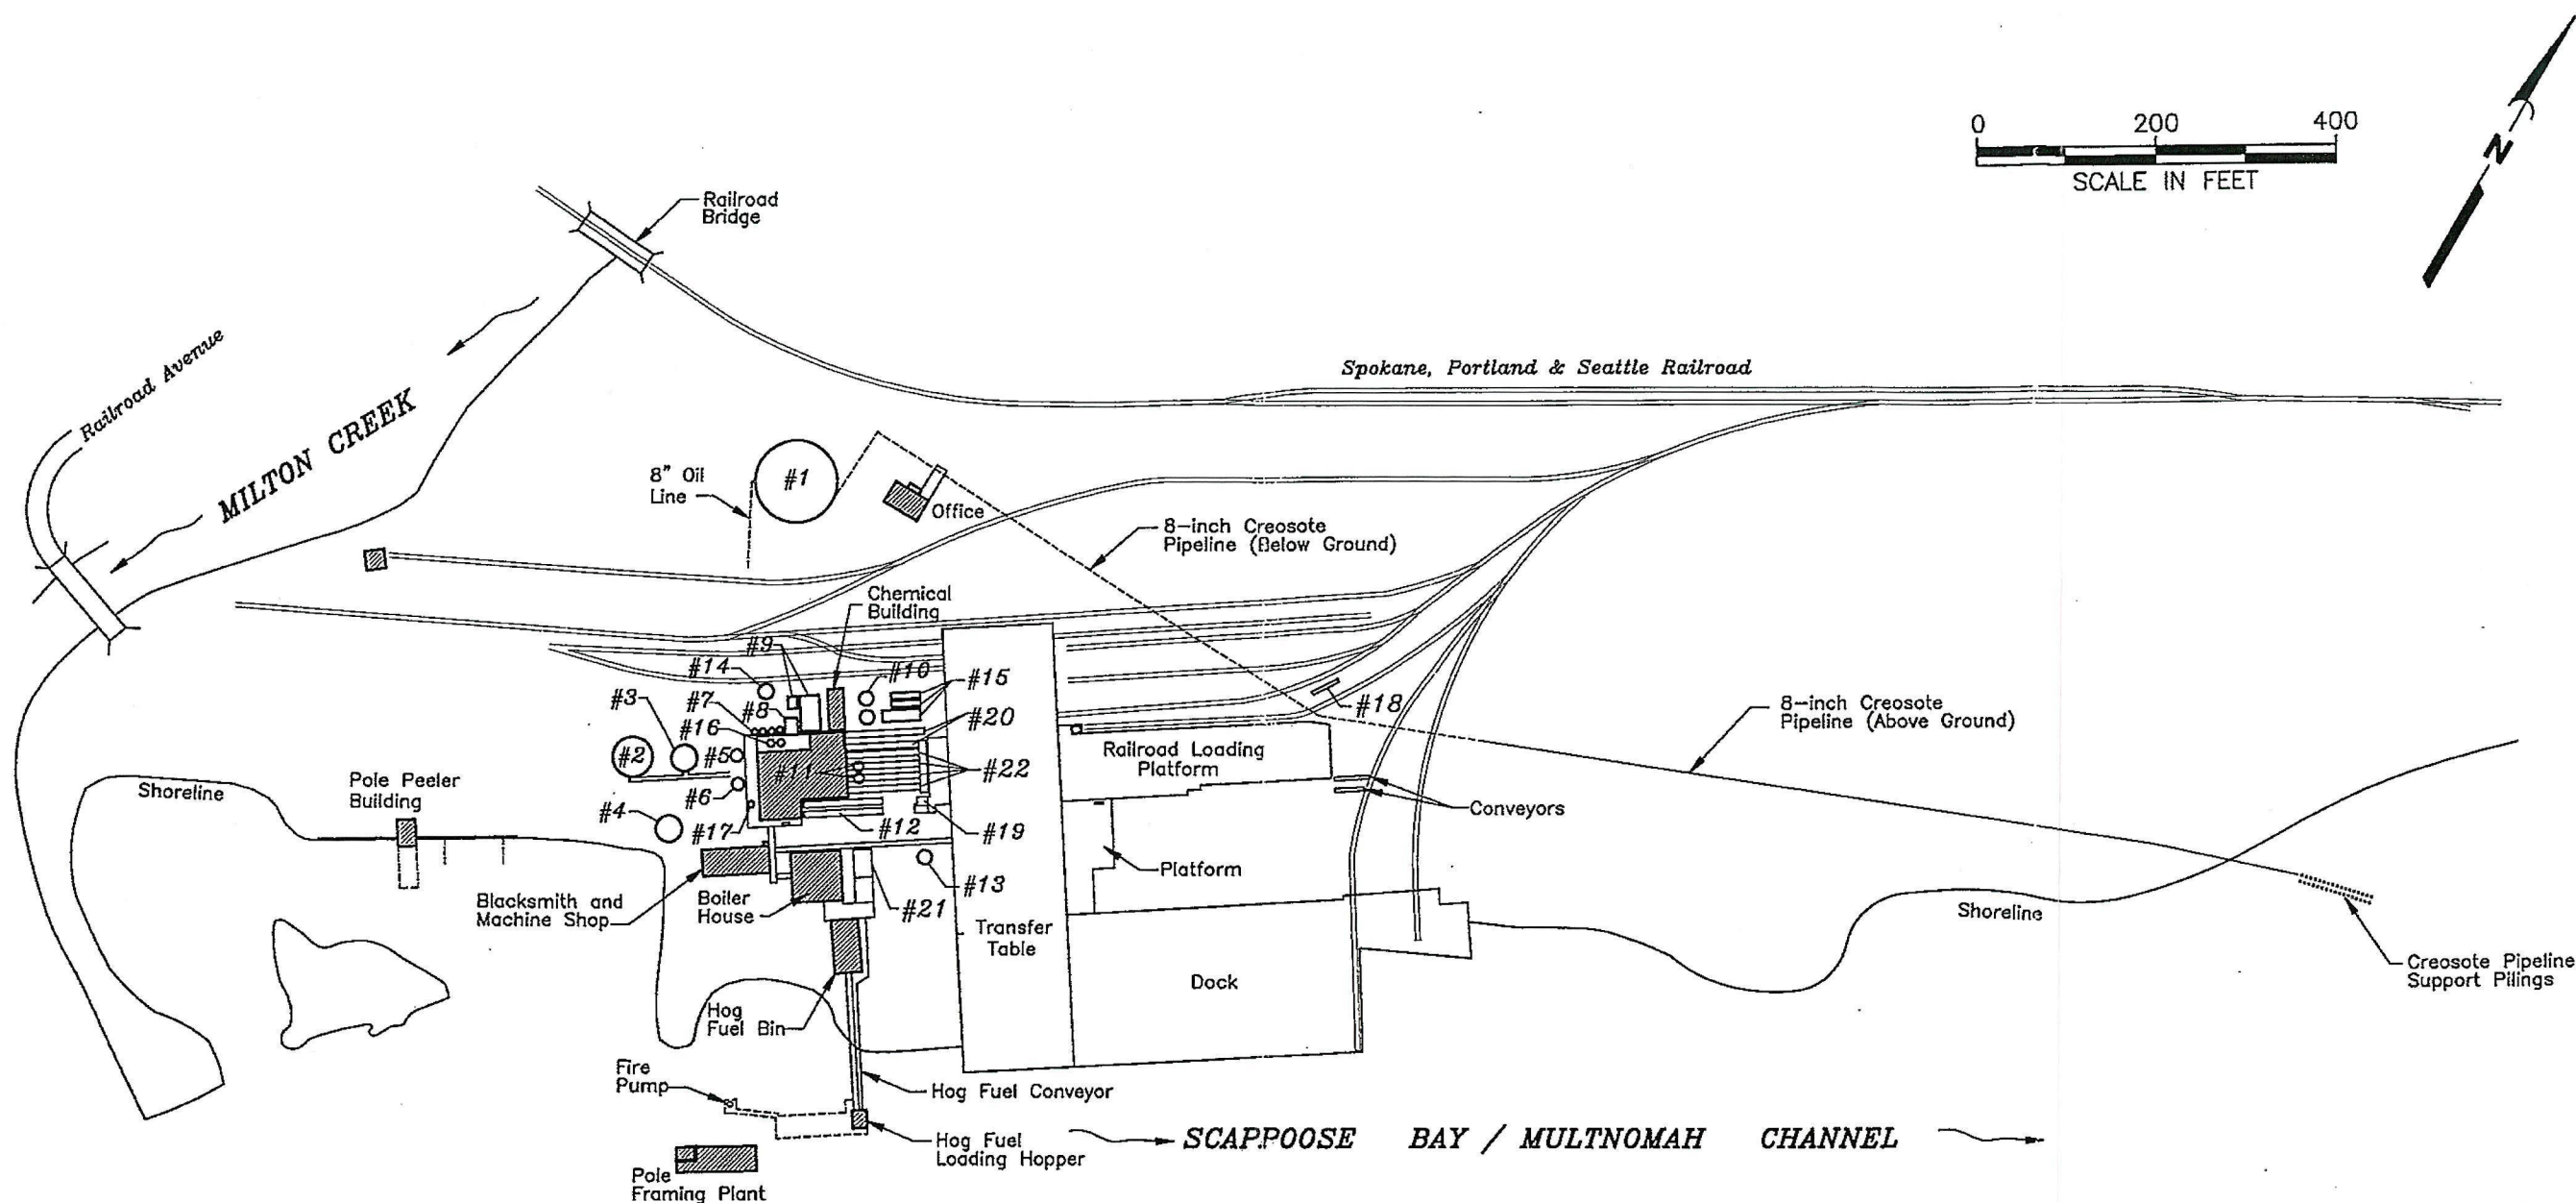 0 200 400
SCALE IN FEET
N
Railroad
Bridge
Railroad Avenue
MILTON CREEK
Spokane, Portland & Seattle Railroad
8" Oil
Line
#1
Office
8-inch Creosote
Pipeline (Below Ground)
Chemical
Building
#9
#14
#10
#15
#3
#7
#8
#20
#18
#16
8-inch Creosote
Pipeline (Above Ground)
#2
#5
#11
#22
Railroad Loading
Platform
Shoreline
Pole Peeler
Building
#6
#4
#17
#12
#19
Conveyors
Platform
#13
Blacksmith and
Machine Shop
Boiler
House
#21
Shoreline
Transfer
Table
Dock
Creosote Pipeline
Support Pilings
Hog
Fuel Bin
Fire
Pump
Hog Fuel Conveyor
SCAPPOOSE BAY / MULTNOMAH CHANNEL
Hog Fuel
Loading Hopper
Pole
Framing Plant